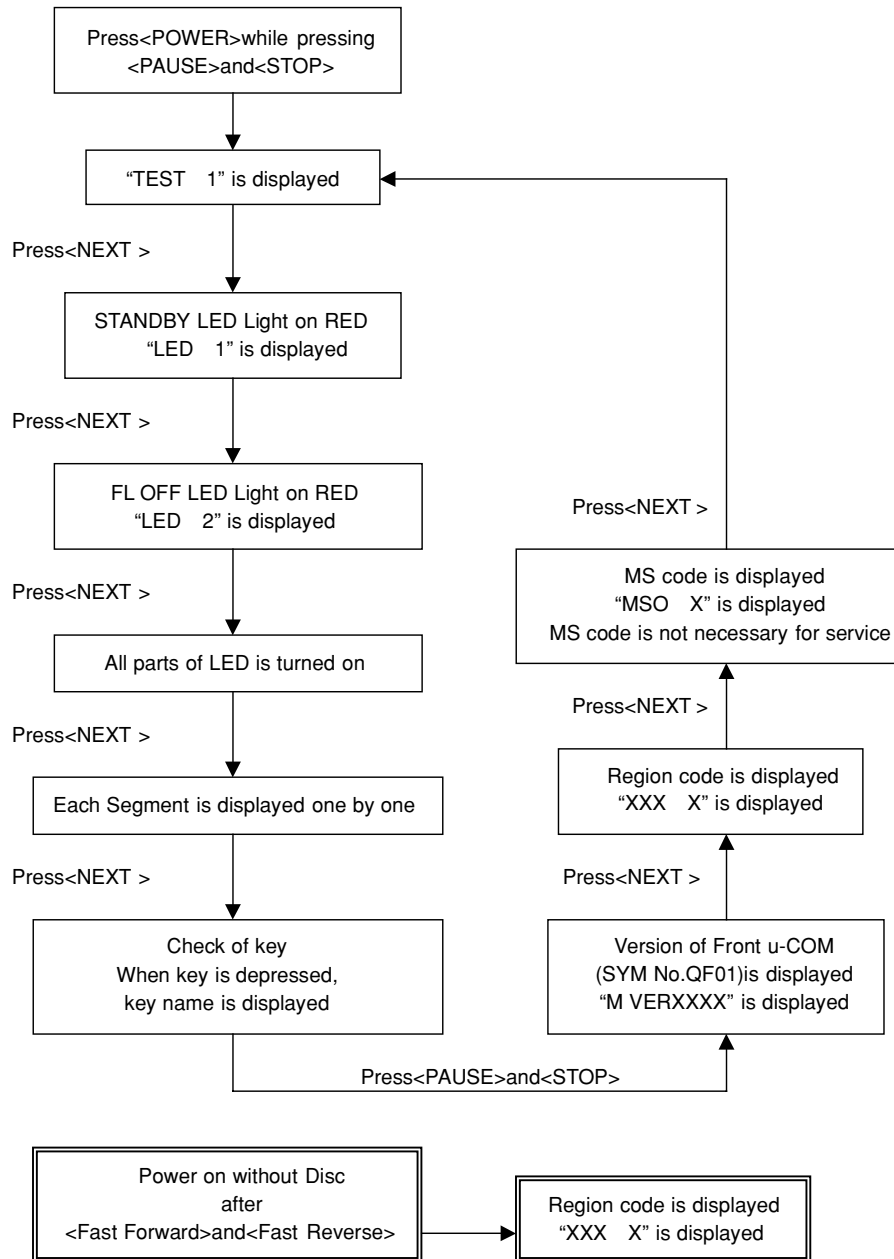 Press<POWER>while pressing
<PAUSE>and<STOP>
“TEST 1” is displayed
Press<NEXT >
STANDBY LED Light on RED
“LED 1” is displayed
Press<NEXT >
FL OFF LED Light on RED
“LED 2” is displayed
Press<NEXT >
All parts of LED is turned on
Press<NEXT >
Each Segment is displayed one by one
Press<NEXT >
Check of key
When key is depressed,
key name is displayed
Press<PAUSE>and<STOP>
Version of Front u-COM
(SYM No.QF01)is displayed
“M VERXXXX” is displayed
Press<NEXT >
Region code is displayed
“XXX X” is displayed
Press<NEXT >
MS code is displayed
“MSO X” is displayed
MS code is not necessary for service
Press<NEXT >
Power on without Disc
after
<Fast Forward>and<Fast Reverse>
Region code is displayed
“XXX X” is displayed